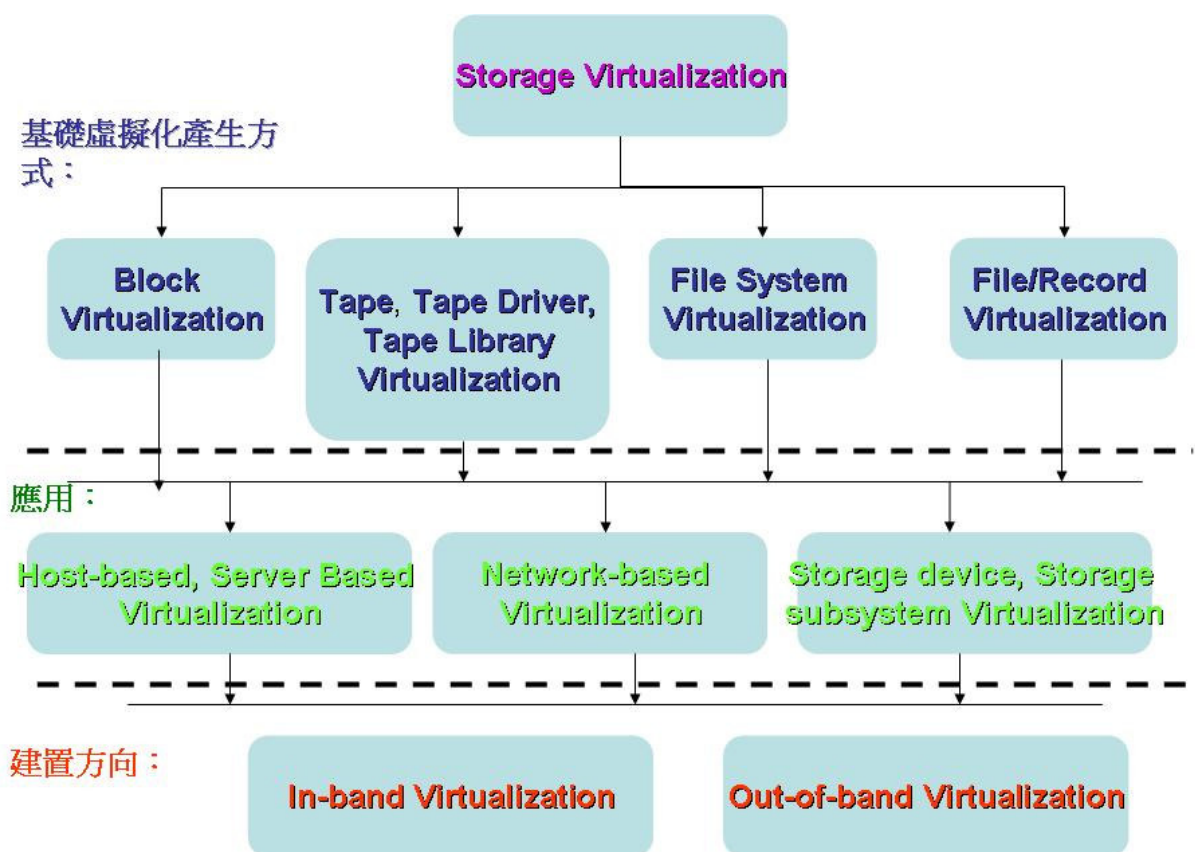 Storage Virtualization
基礎虛擬化產生方
式：
Block
Virtualization
Tape, Tape Driver,
Tape Library
Virtualization
File System
Virtualization
File/Record
Virtualization
應用：
Host-based, Server Based
Virtualization
Network-based
Virtualization
Storage device, Storage
subsystem Virtualization
建置方向：
In-band Virtualization
Out-of-band Virtualization